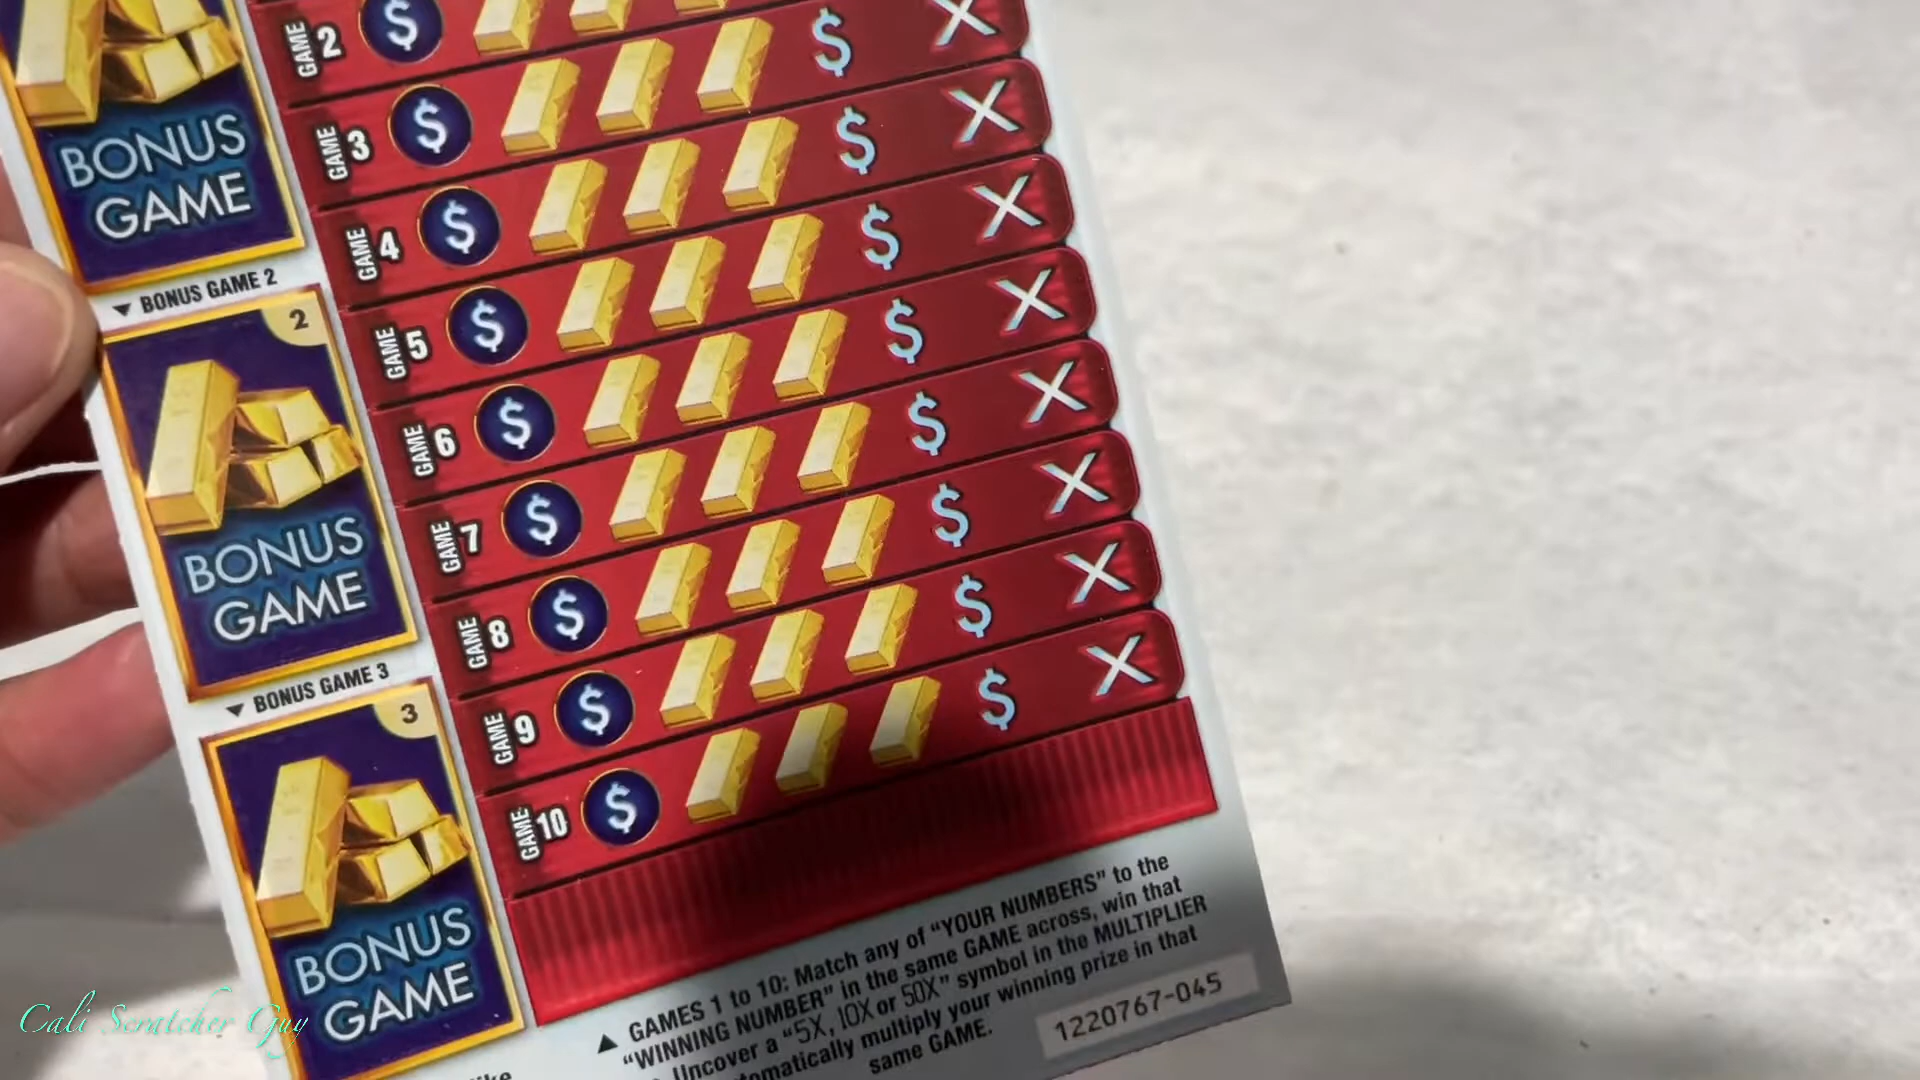 BONUS
GAME
▼ BONUS GAME 2
2
BONUS
GAME
▼ BONUS GAME 3
3
BONUS
GAME
GAME 2 $ $ X
GAME 3 $ $ X
GAME 4 $ $ X
GAME 5 $ $ X
GAME 6 $ $ X
GAME 7 $ $ X
GAME 8 $ $ X
GAME 9 $ $ X
GAME 10 $ $ X
▲ GAMES 1 to 10: Match any of “YOUR NUMBERS” to the
“WINNING NUMBER” in the same GAME across, win that
Uncover a “5X, 10X or 50X” symbol in the MULTIPLIER
multiply your winning prize in that
same GAME.
1220767-045
Cali Scratcher Guy